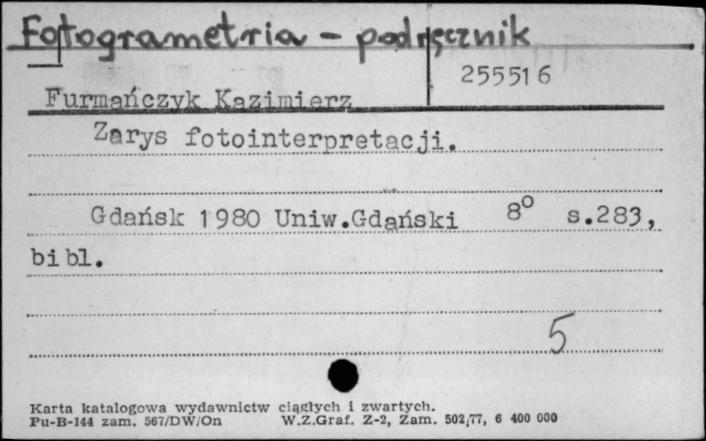 Fotogrametria - podręcznik
255516
Furmańczyk Kazimierz
Zarys fotointerpretacji.
Gdańsk 1980 Uniw.Gdański 8° s.283,
bibl.
5
Karta katalogowa wydawnictw ciągłych i zwartych.
Pu-B-144 zam. 567/DW/On W.Z.Graf. Z-2, Zam. 502/77, 6 400 000